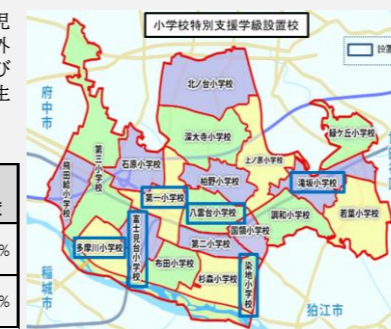 児
外
び
生
%
%
小学校特別支援学級設置校
設置
府中市
稲城市
狛江市
北ノ台小学校
深大寺小学校
上ノ原小学校
緑ケ丘小学校
第三小学校
石原小学校
飛田給小学校
柏野小学校
滝坂小学校
第一小学校
八雲台小学校
調和小学校
若葉小学校
国領小学校
多摩川小学校
富士見台小学校
第二小学校
布田小学校
杉森小学校
染地小学校